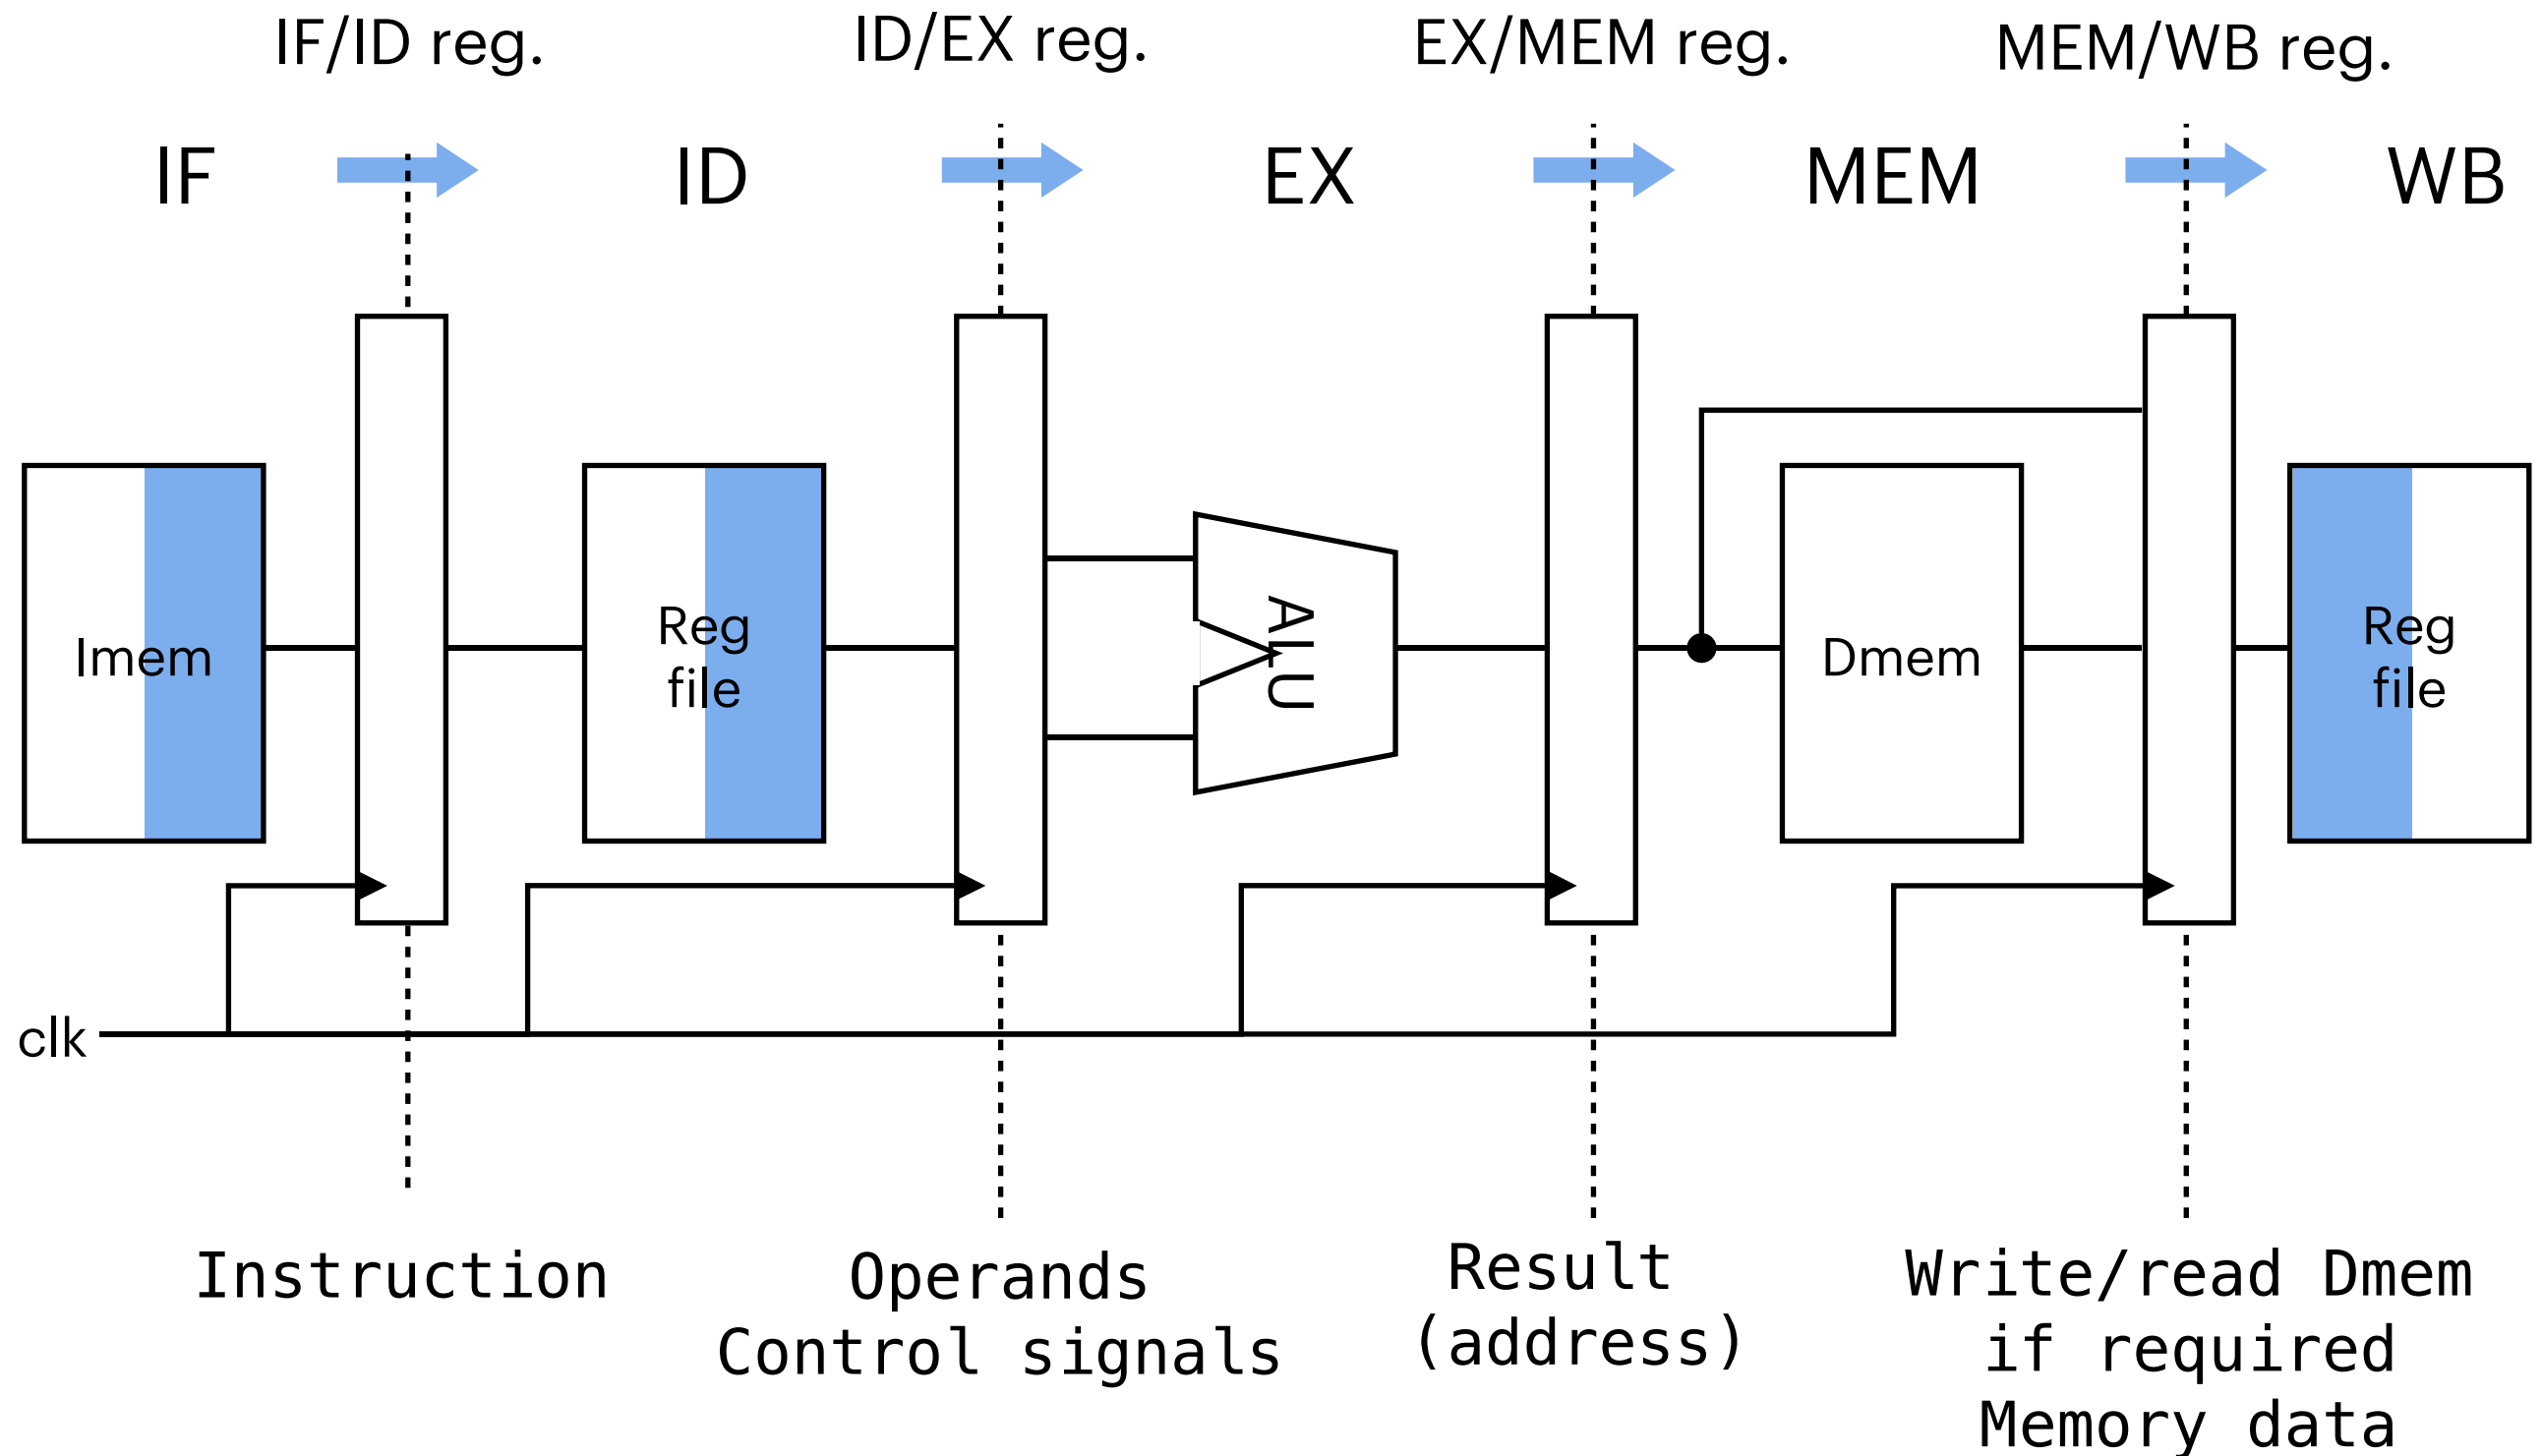 IF/ID reg.
ID/EX reg.
EX/MEM reg.
MEM/WB reg.
IF
ID
EX
MEM
WB
Imem
Reg
file
ALU
Dmem
Reg
file
clk
Instruction
Operands
Control signals
Result
(address)
Write/read Dmem
if required
Memory data